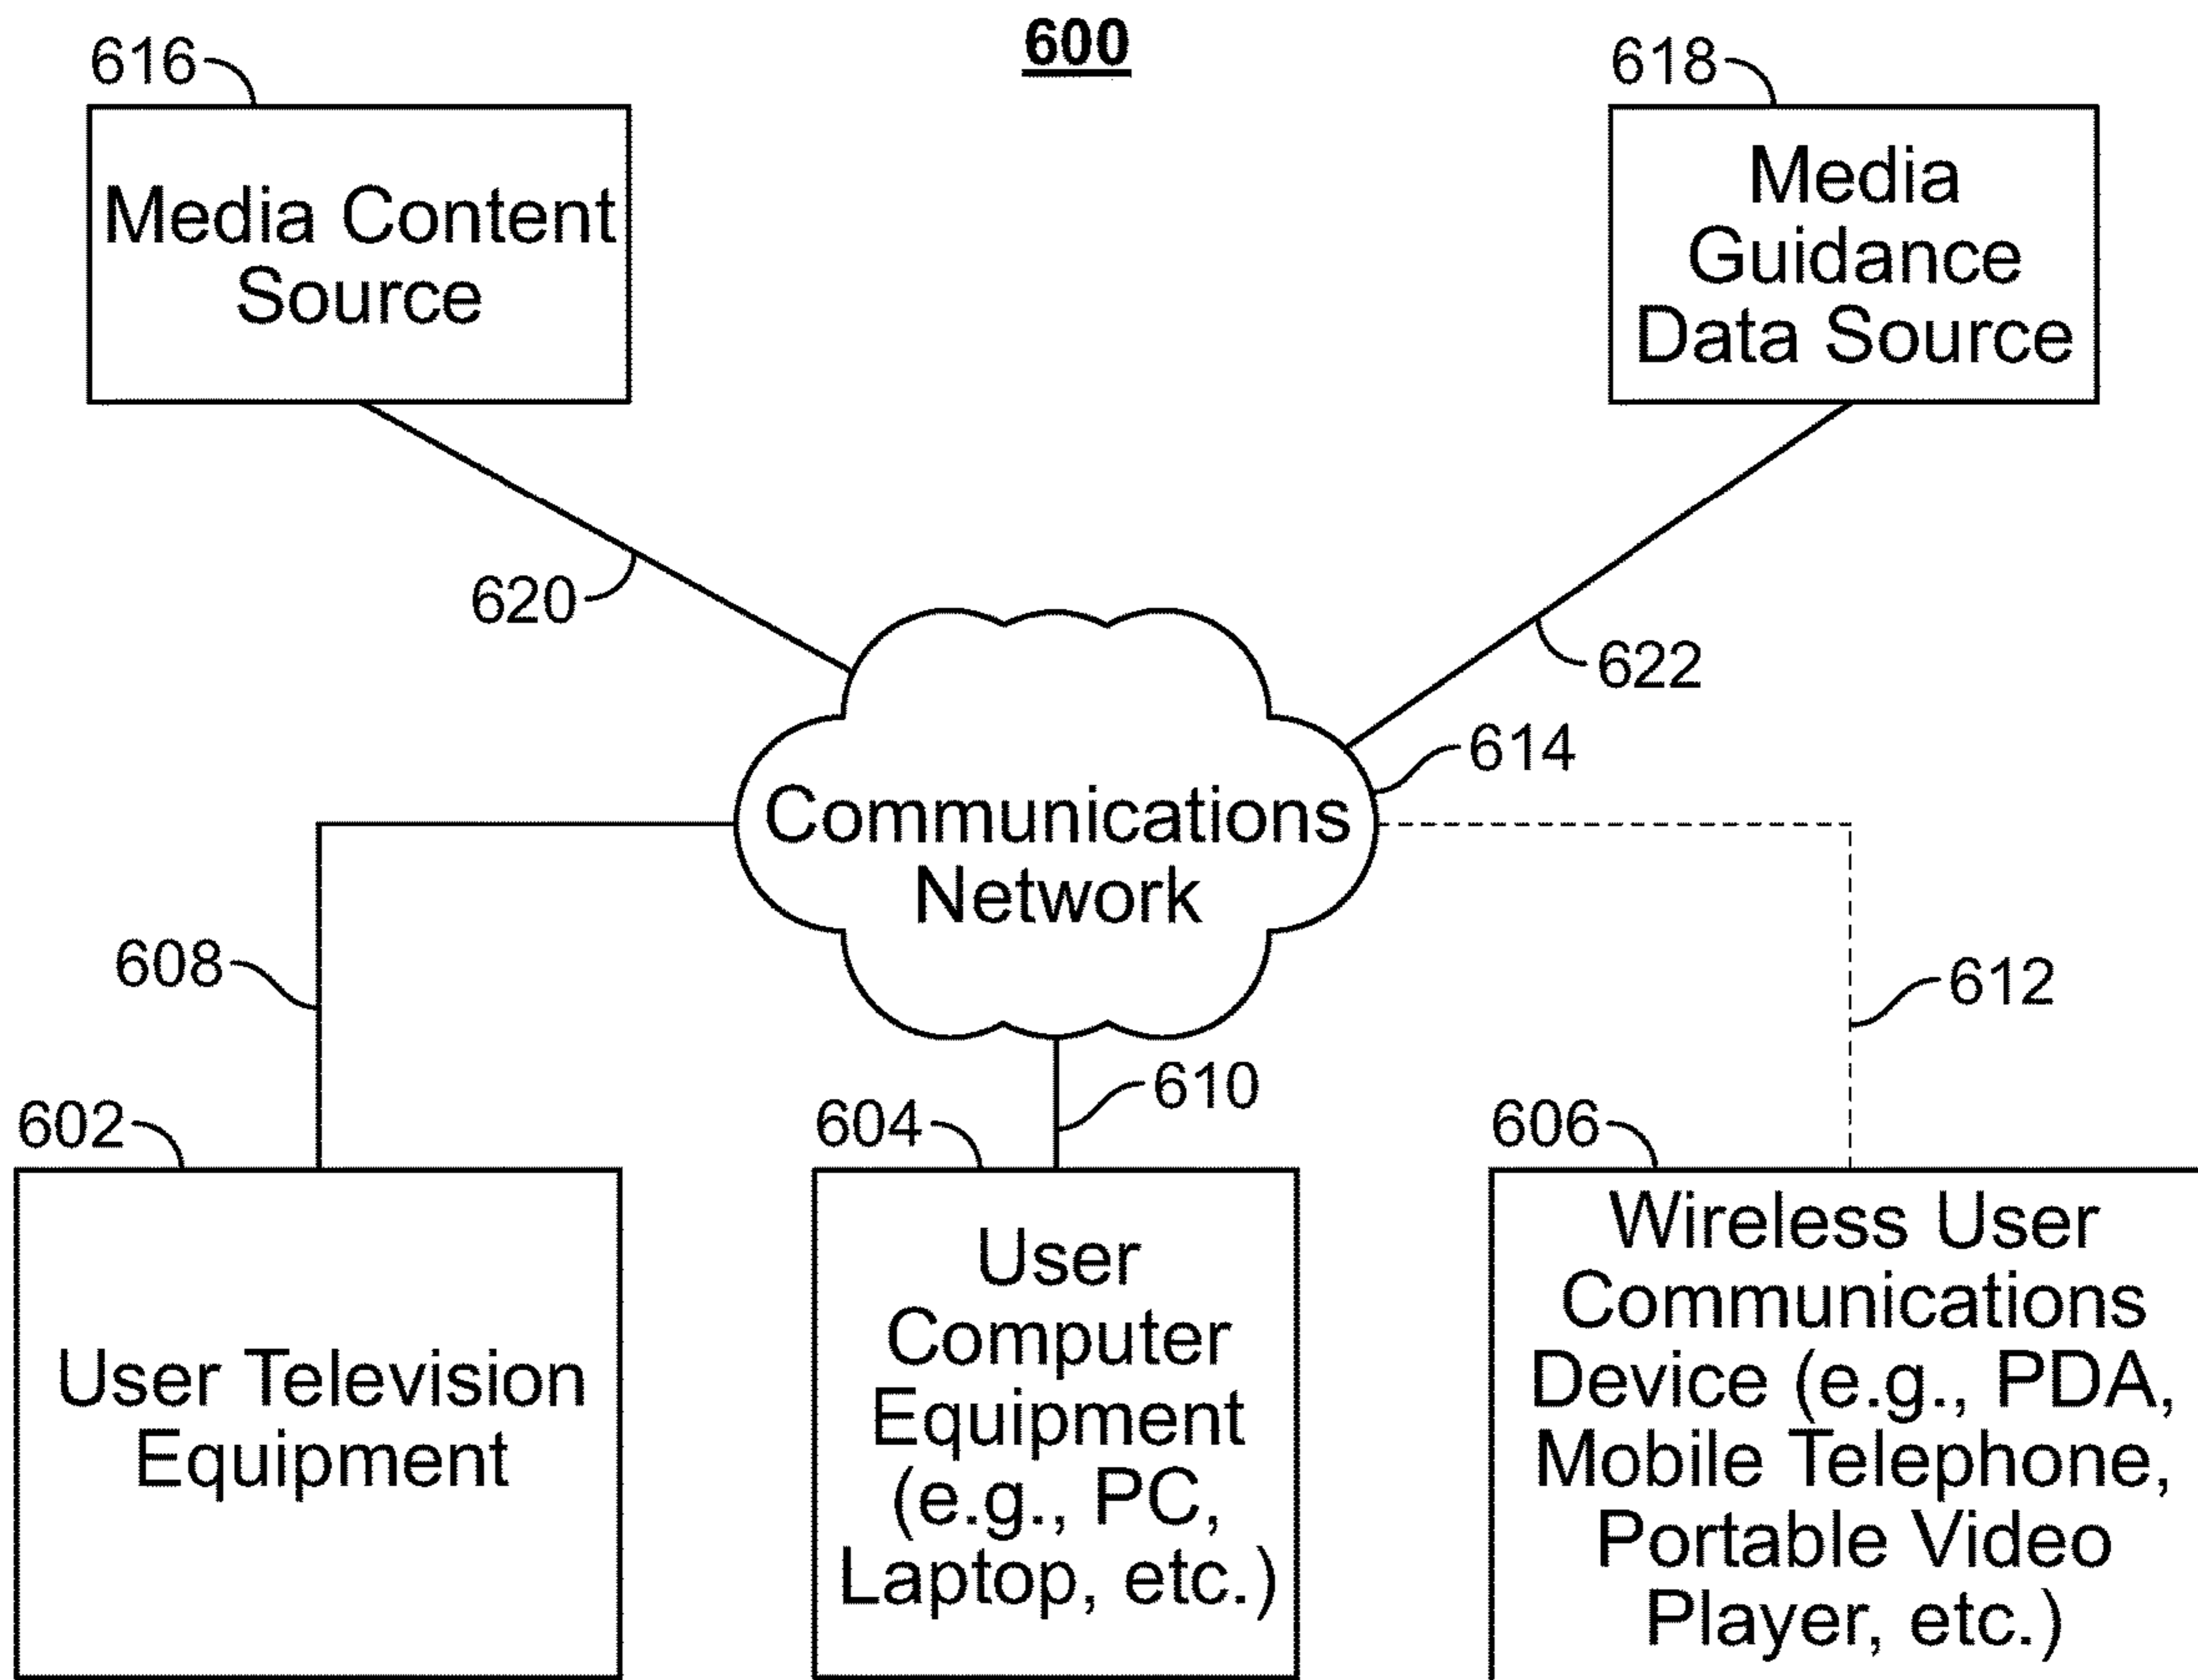 600
616
618
Media Content
Source
Media
Guidance
Data Source
620
622
614
Communications
Network
608
612
610
602
604
606
User Television
Equipment
User
Computer
Equipment
(e.g., PC,
Laptop, etc.)
Wireless User
Communications
Device (e.g., PDA,
Mobile Telephone,
Portable Video
Player, etc.)